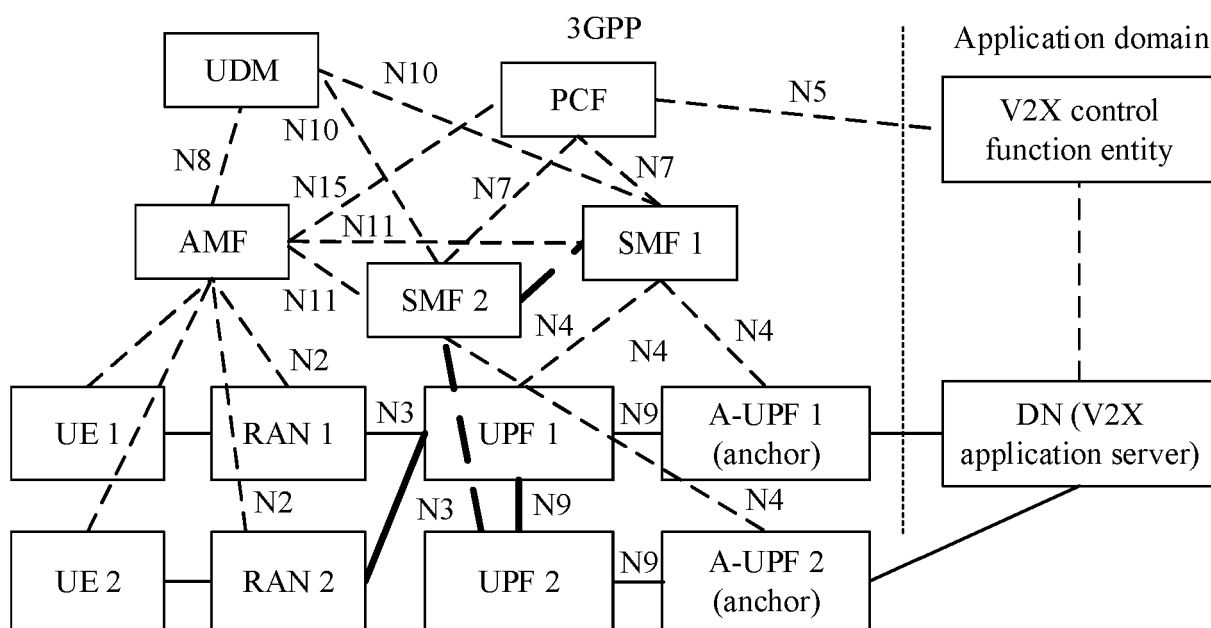 3GPP
Application domain
UDM
N10
PCF
N5
V2X control
function entity
N10
N8
N15
N7
N7
AMF
N11
SMF 1
N11
SMF 2
N4
N4
N4
N2
UE 1
RAN 1
N3
UPF 1
N9
A-UPF 1
(anchor)
DN (V2X
application server)
N2
N3
N9
N4
UE 2
RAN 2
UPF 2
N9
A-UPF 2
(anchor)